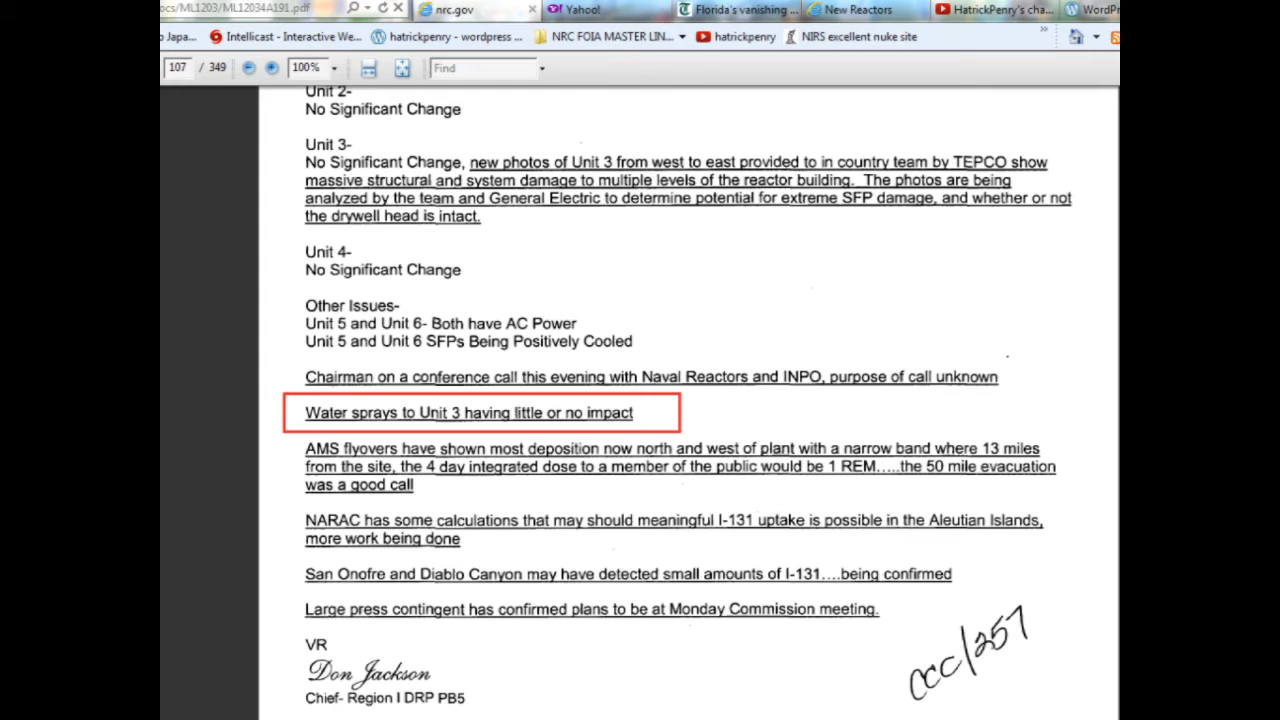 ocs/ML1203/ML12034A191.pdf
nrc.gov
Yahoo!
Florida's vanishing ...
New Reactors
HatrickPenry's cha...
WordPr
o Japa...
Intellicast - Interactive We...
hatrickpenry - wordpress ...
NRC FOIA MASTER LIN...
hatrickpenry
NIRS excellent nuke site
107 / 349
100%
Find
Unit 2-
No Significant Change
Unit 3-
No Significant Change, new photos of Unit 3 from west to east provided to in country team by TEPCO show
massive structural and system damage to multiple levels of the reactor building. The photos are being
analyzed by the team and General Electric to determine potential for extreme SFP damage, and whether or not
the drywell head is intact.
Unit 4-
No Significant Change
Other Issues-
Unit 5 and Unit 6- Both have AC Power
Unit 5 and Unit 6 SFPs Being Positively Cooled
Chairman on a conference call this evening with Naval Reactors and INPO, purpose of call unknown
Water sprays to Unit 3 having little or no impact
AMS flyovers have shown most deposition now north and west of plant with a narrow band where 13 miles
from the site, the 4 day integrated dose to a member of the public would be 1 REM.....the 50 mile evacuation
was a good call
NARAC has some calculations that may should meaningful I-131 uptake is possible in the Aleutian Islands,
more work being done
San Onofre and Diablo Canyon may have detected small amounts of I-131....being confirmed
Large press contingent has confirmed plans to be at Monday Commission meeting.
VR
Don Jackson
Chief- Region I DRP PB5
CCC/257